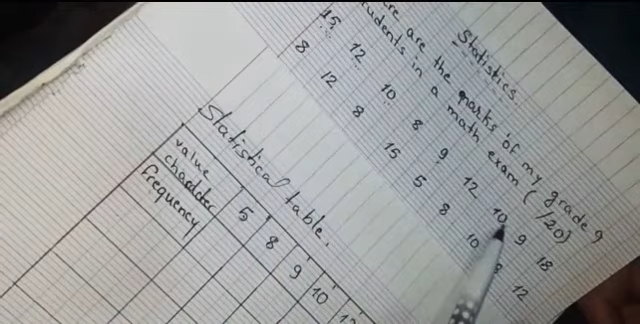 Statistics.
are the marks of my grade 9
students in a math exam ( /20)
15 12 10 8 9 12 10 9 18
8 12 8 15 5 8 10 8 12
Statistical table.
value
character 5 8 9 10 12
frequency